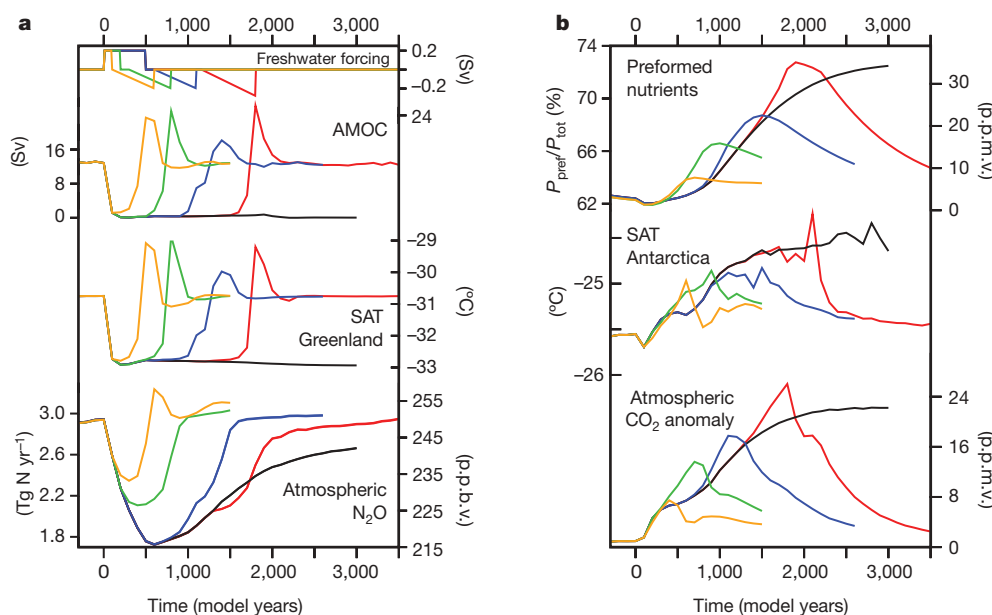 a
0 1,000 2,000 3,000
Freshwater forcing
0.2
−0.2
(Sv)
AMOC
24
16
8
0
(Sv)
−29
−30
−31
−32
−33
(°C)
SAT
Greenland
3.0
2.6
2.2
1.8
(Tg N yr⁻¹)
255
245
235
225
215
(p.p.b.v.)
Atmospheric
N₂O
0 1,000 2,000 3,000
Time (model years)
b
0 1,000 2,000 3,000
74
70
66
62
P_pref/P_tot (%)
Preformed
nutrients
30
20
10
0
(p.p.m.v.)
SAT
Antarctica
−25
−26
(°C)
Atmospheric
CO₂ anomaly
24
16
8
0
(p.p.m.v.)
0 1,000 2,000 3,000
Time (model years)